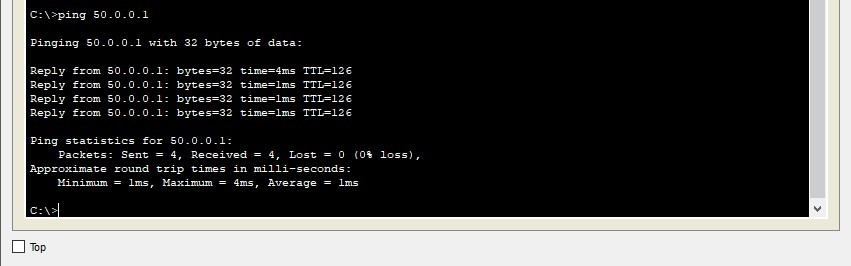 C:\>ping 50.0.0.1
Pinging 50.0.0.1 with 32 bytes of data:
Reply from 50.0.0.1: bytes=32 time=4ms TTL=126
Reply from 50.0.0.1: bytes=32 time=1ms TTL=126
Reply from 50.0.0.1: bytes=32 time=1ms TTL=126
Reply from 50.0.0.1: bytes=32 time=1ms TTL=126
Ping statistics for 50.0.0.1:
    Packets: Sent = 4, Received = 4, Lost = 0 (0% loss),
Approximate round trip times in milli-seconds:
    Minimum = 1ms, Maximum = 4ms, Average = 1ms
C:\>
Top